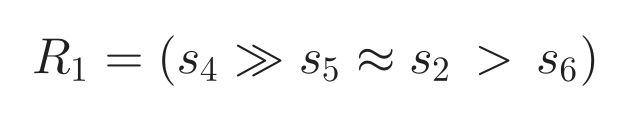 R₁ = (s₄ ≫ s₅ ≈ s₂ > s₆)